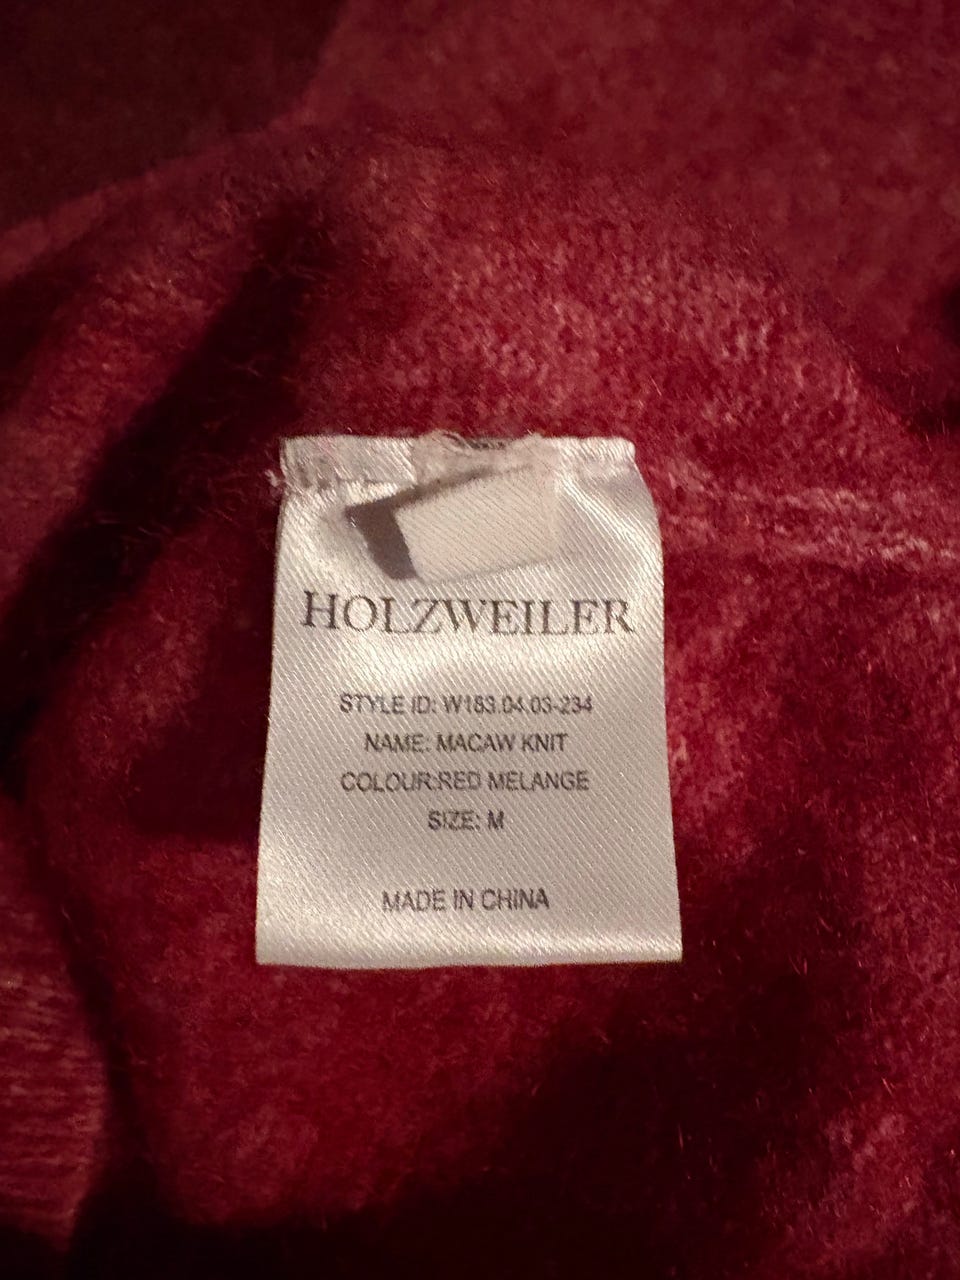 HOLZWEILER
STYLE ID: W183.04.03-234
NAME: MACAW KNIT
COLOUR:RED MELANGE
SIZE: M
MADE IN CHINA